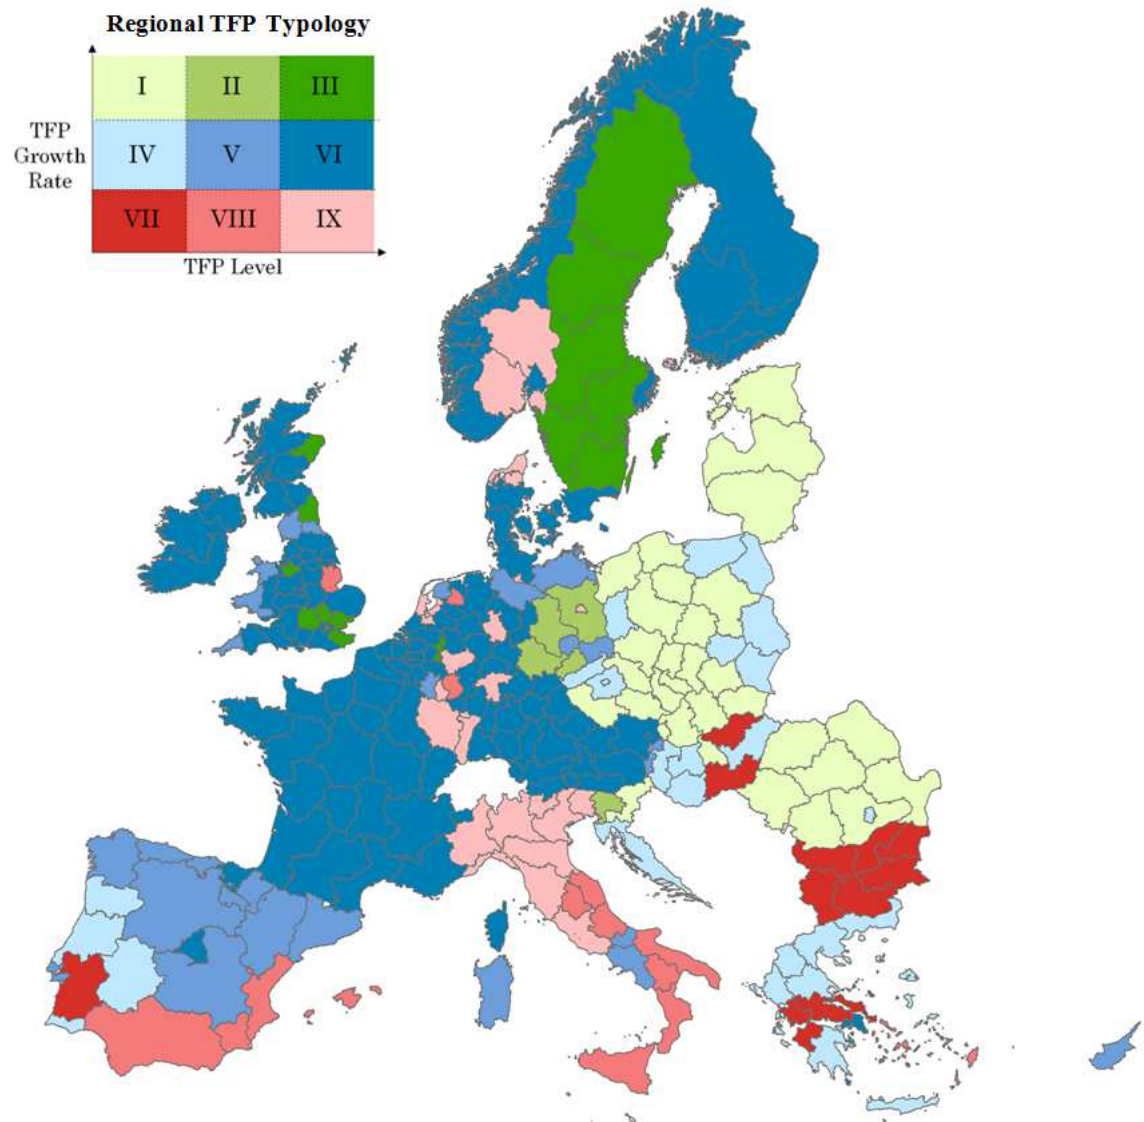 Regional TFP Typology
I II III
TFP
Growth
Rate
IV V VI
VII VIII IX
TFP Level